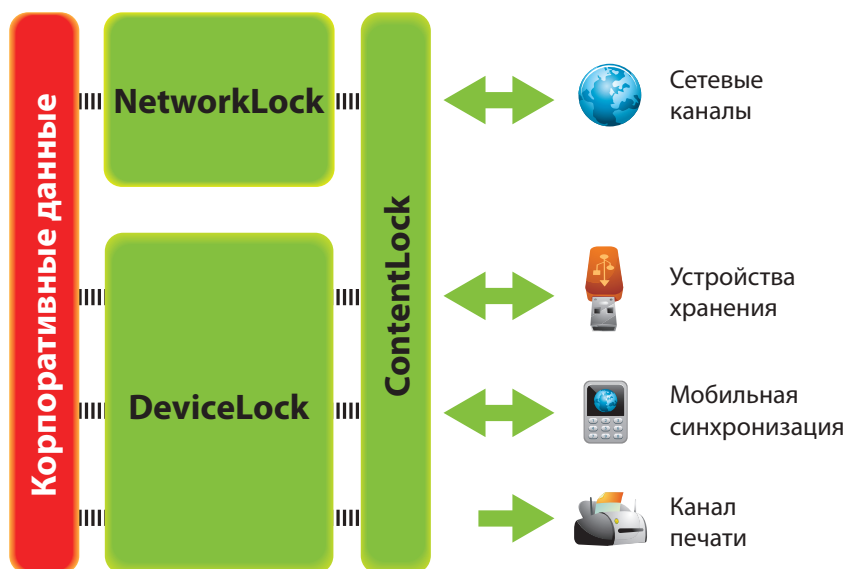 Корпоративные данные
NetworkLock
DeviceLock
ContentLock
Сетевые
каналы
Устройства
хранения
Мобильная
синхронизация
Канал
печати